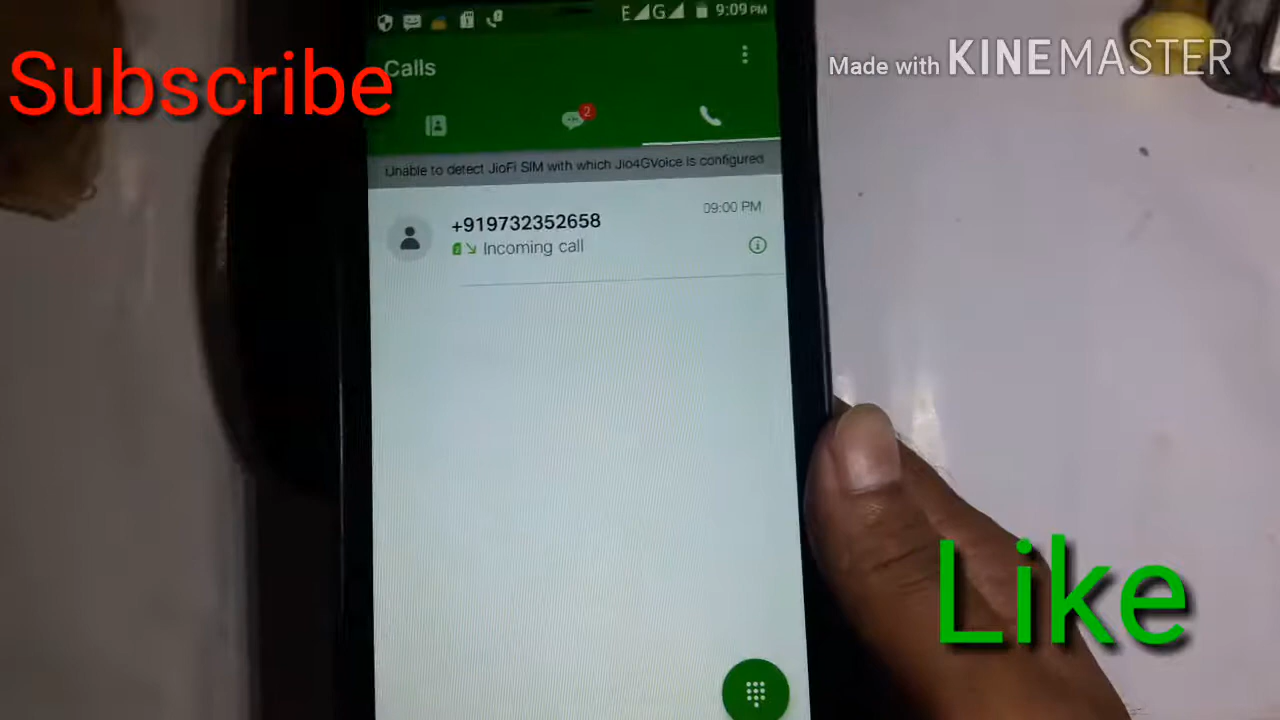 E G 9:09 PM
Subscribe
Calls
Made with KINEMASTER
2
Unable to detect JioFi SIM with which Jio4GVoice is configured
+919732352658
09:00 PM
Incoming call
Like